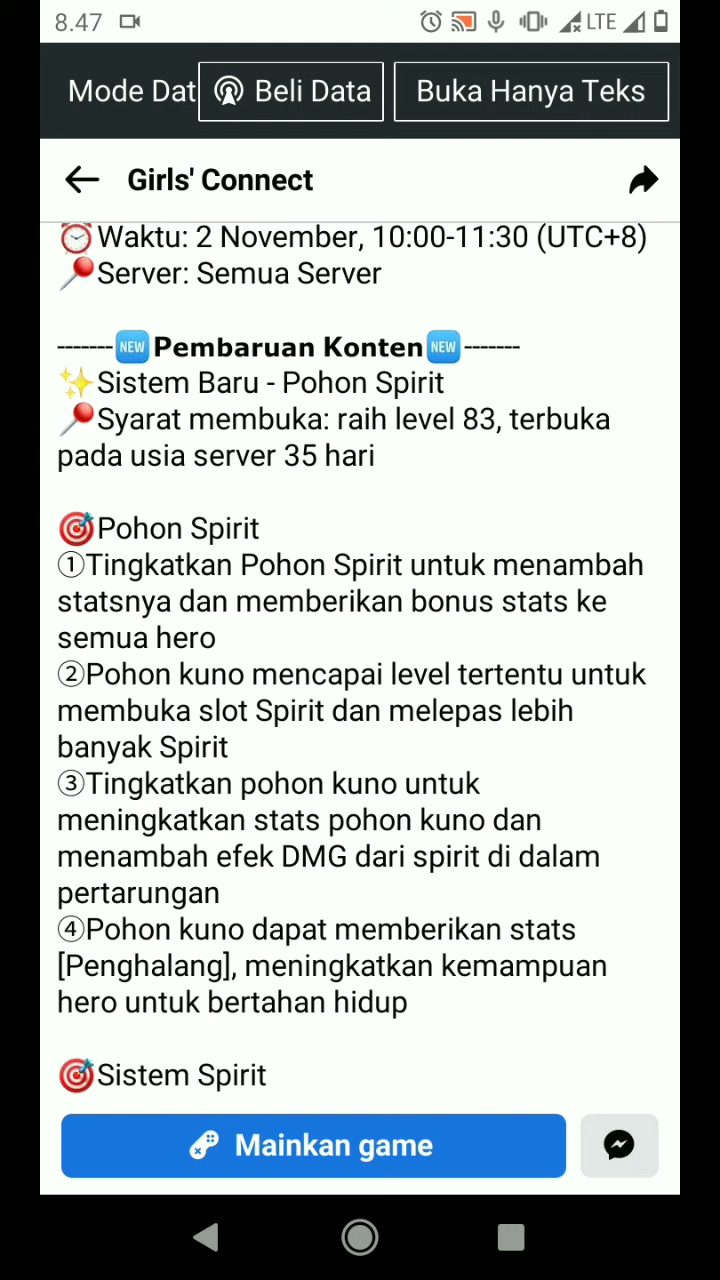 8.47 LTE
Mode Dat Beli Data Buka Hanya Teks
Girls' Connect
⏰Waktu: 2 November, 10:00-11:30 (UTC+8)
📍Server: Semua Server
-------🆕Pembaruan Konten🆕-------
✨Sistem Baru - Pohon Spirit
📍Syarat membuka: raih level 83, terbuka
pada usia server 35 hari
🎯Pohon Spirit
①Tingkatkan Pohon Spirit untuk menambah
statsnya dan memberikan bonus stats ke
semua hero
②Pohon kuno mencapai level tertentu untuk
membuka slot Spirit dan melepas lebih
banyak Spirit
③Tingkatkan pohon kuno untuk
meningkatkan stats pohon kuno dan
menambah efek DMG dari spirit di dalam
pertarungan
④Pohon kuno dapat memberikan stats
[Penghalang], meningkatkan kemampuan
hero untuk bertahan hidup
🎯Sistem Spirit
Mainkan game